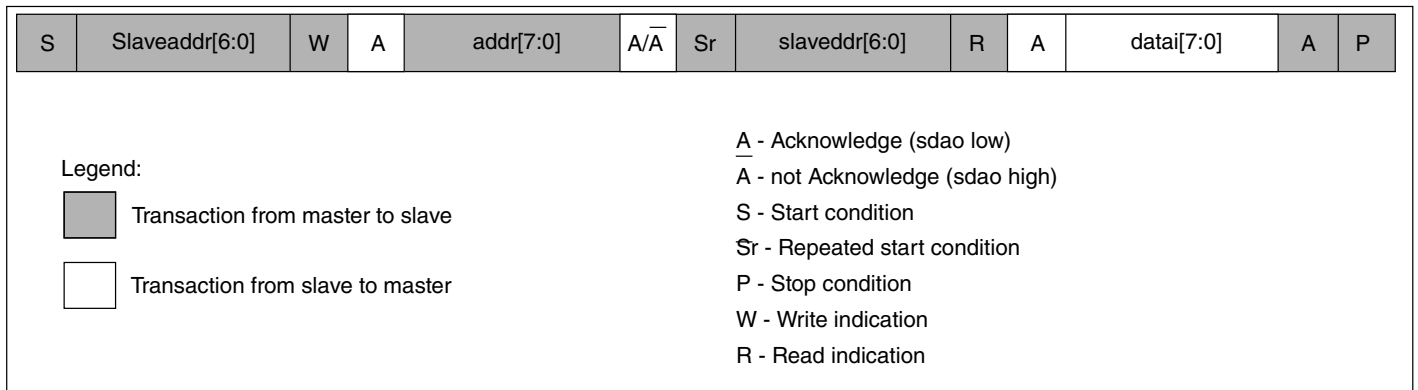 S Slaveaddr[6:0] W A addr[7:0] A/A̅ Sr slaveddr[6:0] R A datai[7:0] A P
Legend:
Transaction from master to slave
Transaction from slave to master
A - Acknowledge (sdao low)
A̅ - not Acknowledge (sdao high)
S - Start condition
Sr - Repeated start condition
P - Stop condition
W - Write indication
R - Read indication